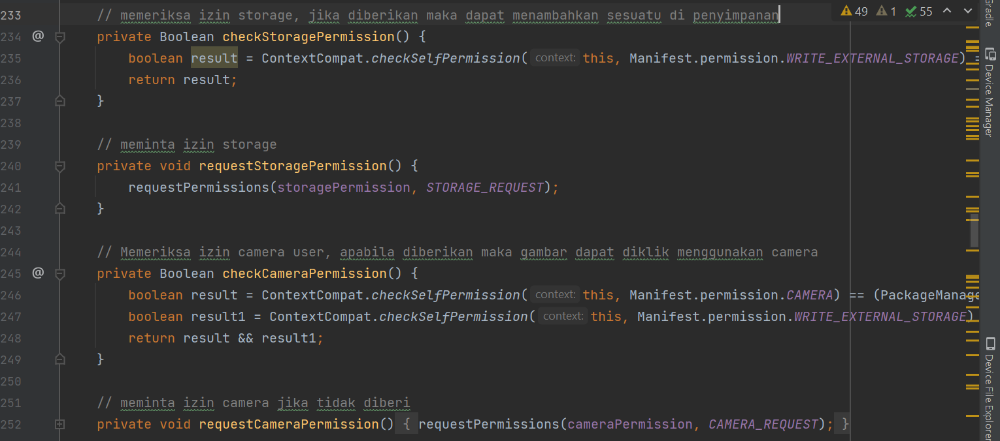 233 // memeriksa izin storage, jika diberikan maka dapat menambahkan sesuatu di penyimpanan
49 1 55
234 @ private Boolean checkStoragePermission() {
235 boolean result = ContextCompat.checkSelfPermission( context: this, Manifest.permission.WRITE_EXTERNAL_STORAGE) =
236 return result;
237 }
238
239 // meminta izin storage
240 private void requestStoragePermission() {
241 requestPermissions(storagePermission, STORAGE_REQUEST);
242 }
243
244 // Memeriksa izin camera user, apabila diberikan maka gambar dapat diklik menggunakan camera
245 @ private Boolean checkCameraPermission() {
246 boolean result = ContextCompat.checkSelfPermission( context: this, Manifest.permission.CAMERA) == (PackageManage
247 boolean result1 = ContextCompat.checkSelfPermission( context: this, Manifest.permission.WRITE_EXTERNAL_STORAGE)
248 return result && result1;
249 }
250
251 // meminta izin camera jika tidak diberi
252 private void requestCameraPermission() { requestPermissions(cameraPermission, CAMERA_REQUEST); }
Gradle
Device Manager
Device File Explorer